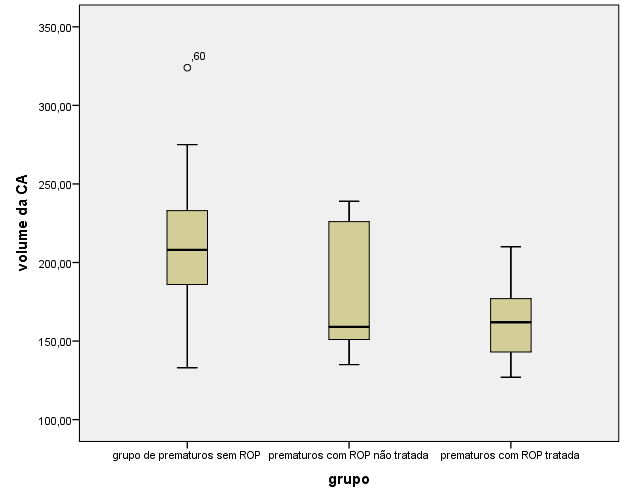 350,00
,60
300,00
250,00
volume da CA
200,00
150,00
100,00
grupo de prematuros sem ROP
prematuros com ROP não tratada
prematuros com ROP tratada
grupo